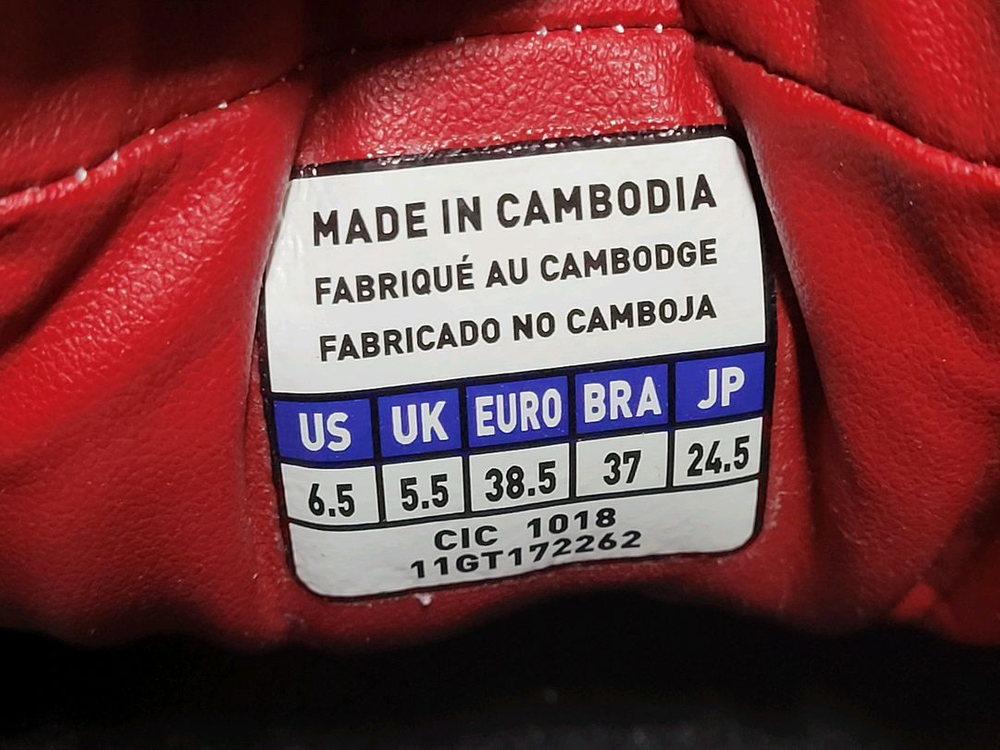 MADE IN CAMBODIA
FABRIQUÉ AU CAMBODGE
FABRICADO NO CAMBOJA
US UK EURO BRA JP
6.5 5.5 38.5 37 24.5
CIC 1018
11GT172262